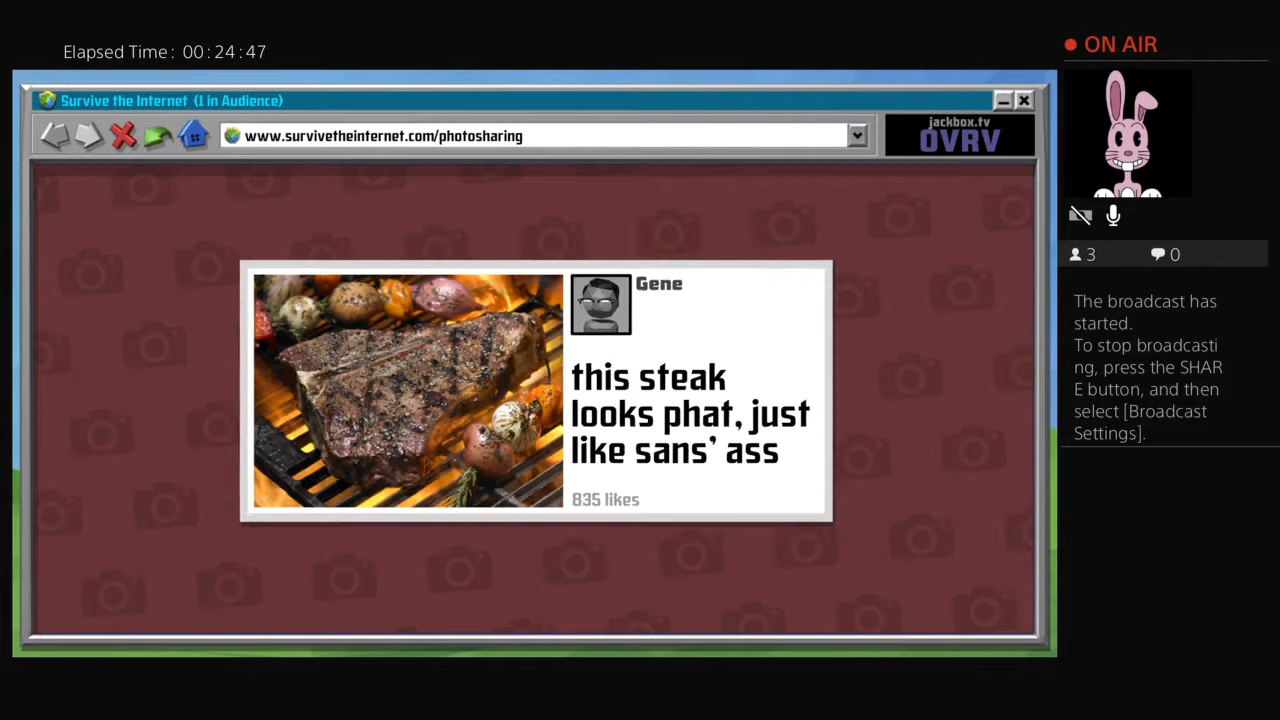 Elapsed Time: 00:24:47
ON AIR
Survive the Internet (1 in Audience)
www.survivetheinternet.com/photosharing
jackbox.tv
OVRV
Gene
this steak
looks phat, just
like sans' ass
835 likes
3
0
The broadcast has
started.
To stop broadcasti
ng, press the SHAR
E button, and then
select [Broadcast
Settings].